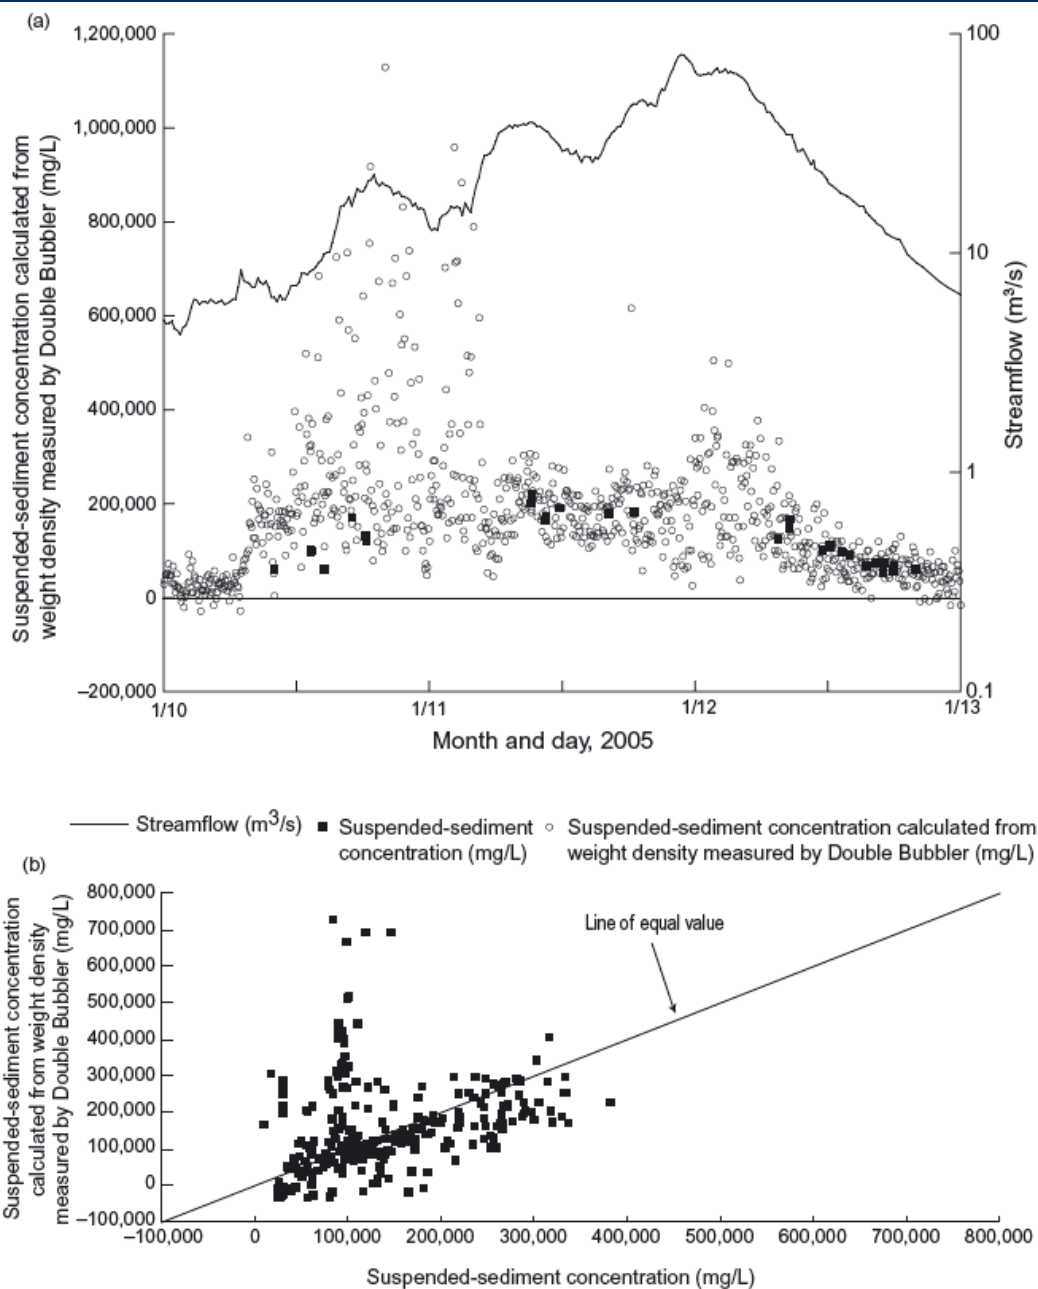 (a)
1,200,000
1,000,000
800,000
600,000
400,000
200,000
0
–200,000
Suspended-sediment concentration calculated from
weight density measured by Double Bubbler (mg/L)
100
10
1
0.1
Streamflow (m³/s)
1/10
1/11
1/12
1/13
Month and day, 2005
Streamflow (m³/s)
Suspended-sediment
concentration (mg/L)
Suspended-sediment concentration calculated from
weight density measured by Double Bubbler (mg/L)
(b)
800,000
700,000
600,000
500,000
400,000
300,000
200,000
100,000
0
–100,000
Suspended-sediment concentration
calculated from weight density
measured by Double Bubbler (mg/L)
Line of equal value
–100,000
0
100,000
200,000
300,000
400,000
500,000
600,000
700,000
800,000
Suspended-sediment concentration (mg/L)